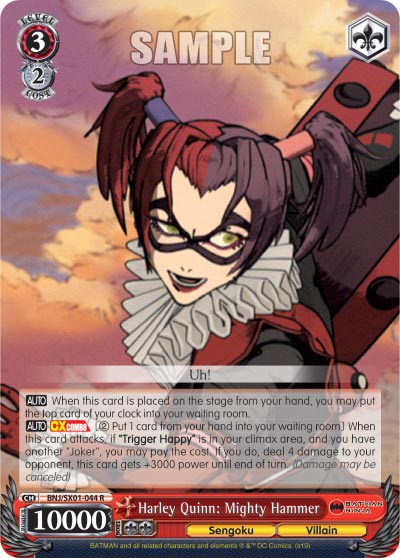 LEVEL
3
2
COST
SAMPLE
Uh!
AUTO When this card is placed on the stage from your hand, you may put
the top card of your clock into your waiting room.
AUTO CX COMBO [② Put 1 card from your hand into your waiting room] When
this card attacks, if "Trigger Happy" is in your climax area, and you have
another "Joker", you may pay the cost. If you do, deal 4 damage to your
opponent, this card gets +3000 power until end of turn. (Damage may be
canceled)
CH BNJ/SX01-044 R
POWER 10000
Harley Quinn: Mighty Hammer
BATMAN
NINJA
Sengoku Villain
BATMAN and all related characters and elements © & ™ DC Comics. (s19)